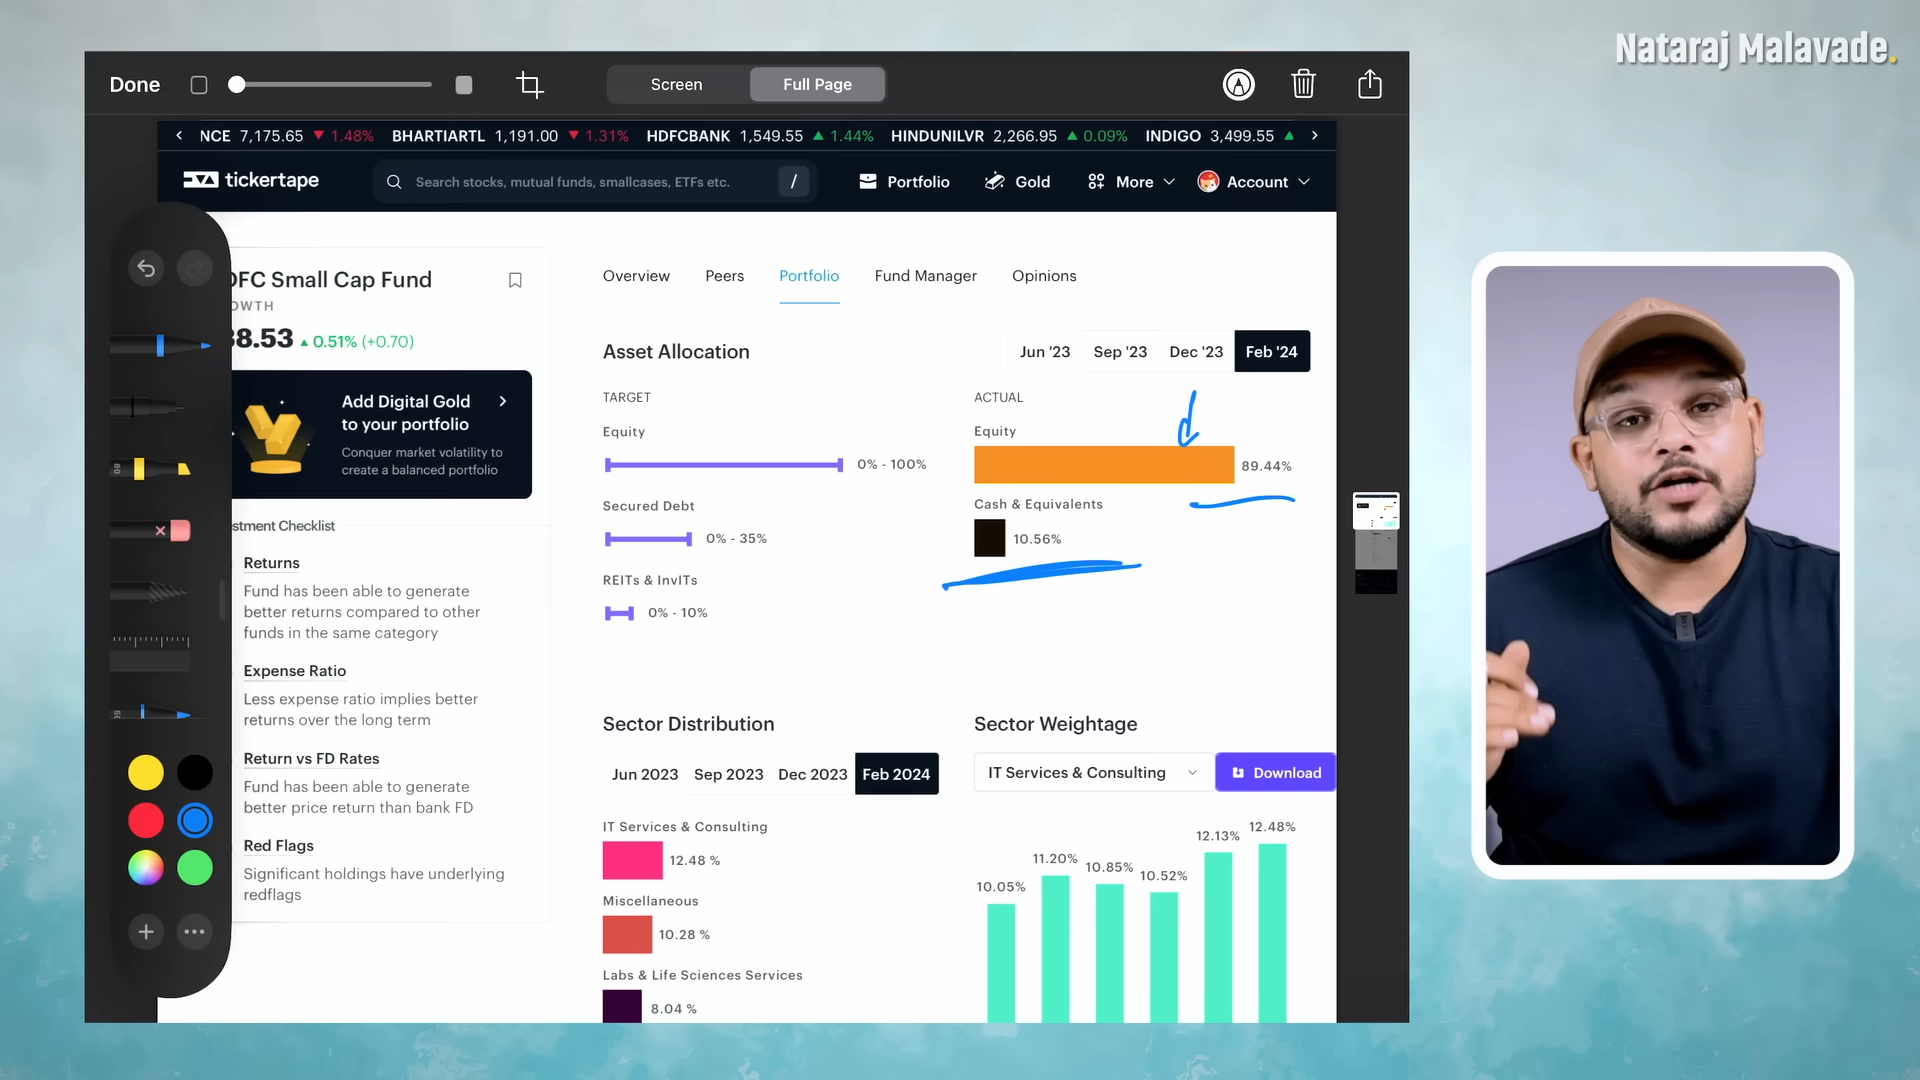 Nataraj Malavade.
Done
Screen
Full Page
NCE 7,175.65 ▼ 1.48% BHARTIARTL 1,191.00 ▼ 1.31% HDFCBANK 1,549.55 ▲ 1.44% HINDUNILVR 2,266.95 ▲ 0.09% INDIGO 3,499.55 ▲
tickertape
Search stocks, mutual funds, smallcases, ETFs etc.
/
Portfolio
Gold
More
Account
DFC Small Cap Fund
OWTH
38.53 ▲ 0.51% (+0.70)
Add Digital Gold
to your portfolio
Conquer market volatility to
create a balanced portfolio
stment Checklist
Returns
Fund has been able to generate
better returns compared to other
funds in the same category
Expense Ratio
Less expense ratio implies better
returns over the long term
Return vs FD Rates
Fund has been able to generate
better price return than bank FD
Red Flags
Significant holdings have underlying
redflags
Overview Peers Portfolio Fund Manager Opinions
Asset Allocation
Jun '23 Sep '23 Dec '23 Feb '24
TARGET
Equity
0% - 100%
Secured Debt
0% - 35%
REITs & InvITs
0% - 10%
ACTUAL
Equity
89.44%
Cash & Equivalents
10.56%
Sector Distribution
Jun 2023 Sep 2023 Dec 2023 Feb 2024
IT Services & Consulting
12.48 %
Miscellaneous
10.28 %
Labs & Life Sciences Services
8.04 %
Sector Weightage
IT Services & Consulting
Download
10.05% 11.20% 10.85% 10.52% 12.13% 12.48%
80